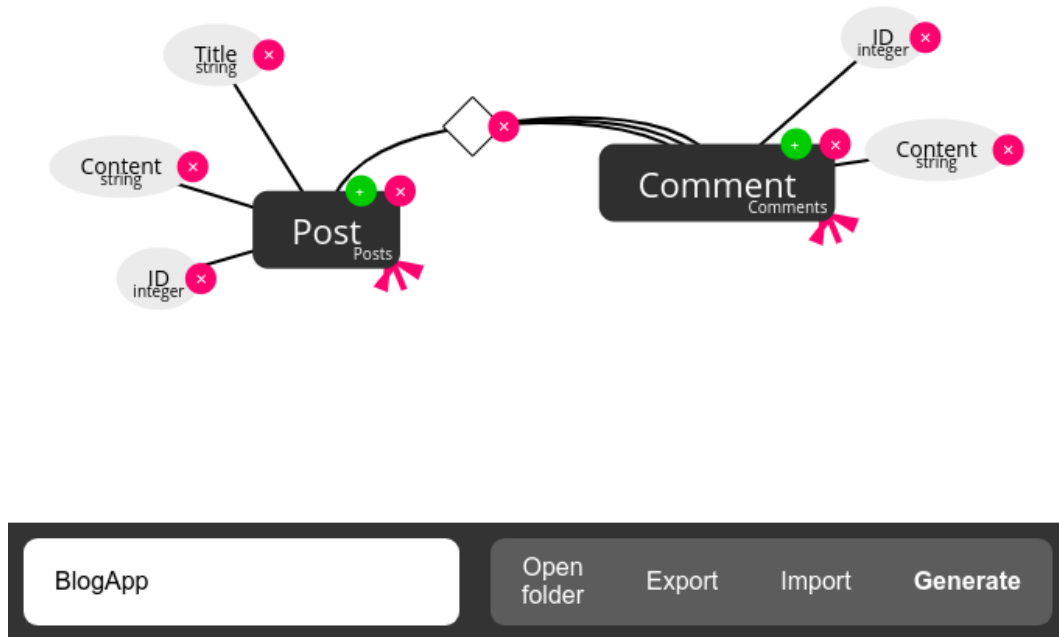 Title
string
Content
string
ID
integer
Post
Posts
ID
integer
Content
string
Comment
Comments
BlogApp
Open
folder
Export
Import
Generate